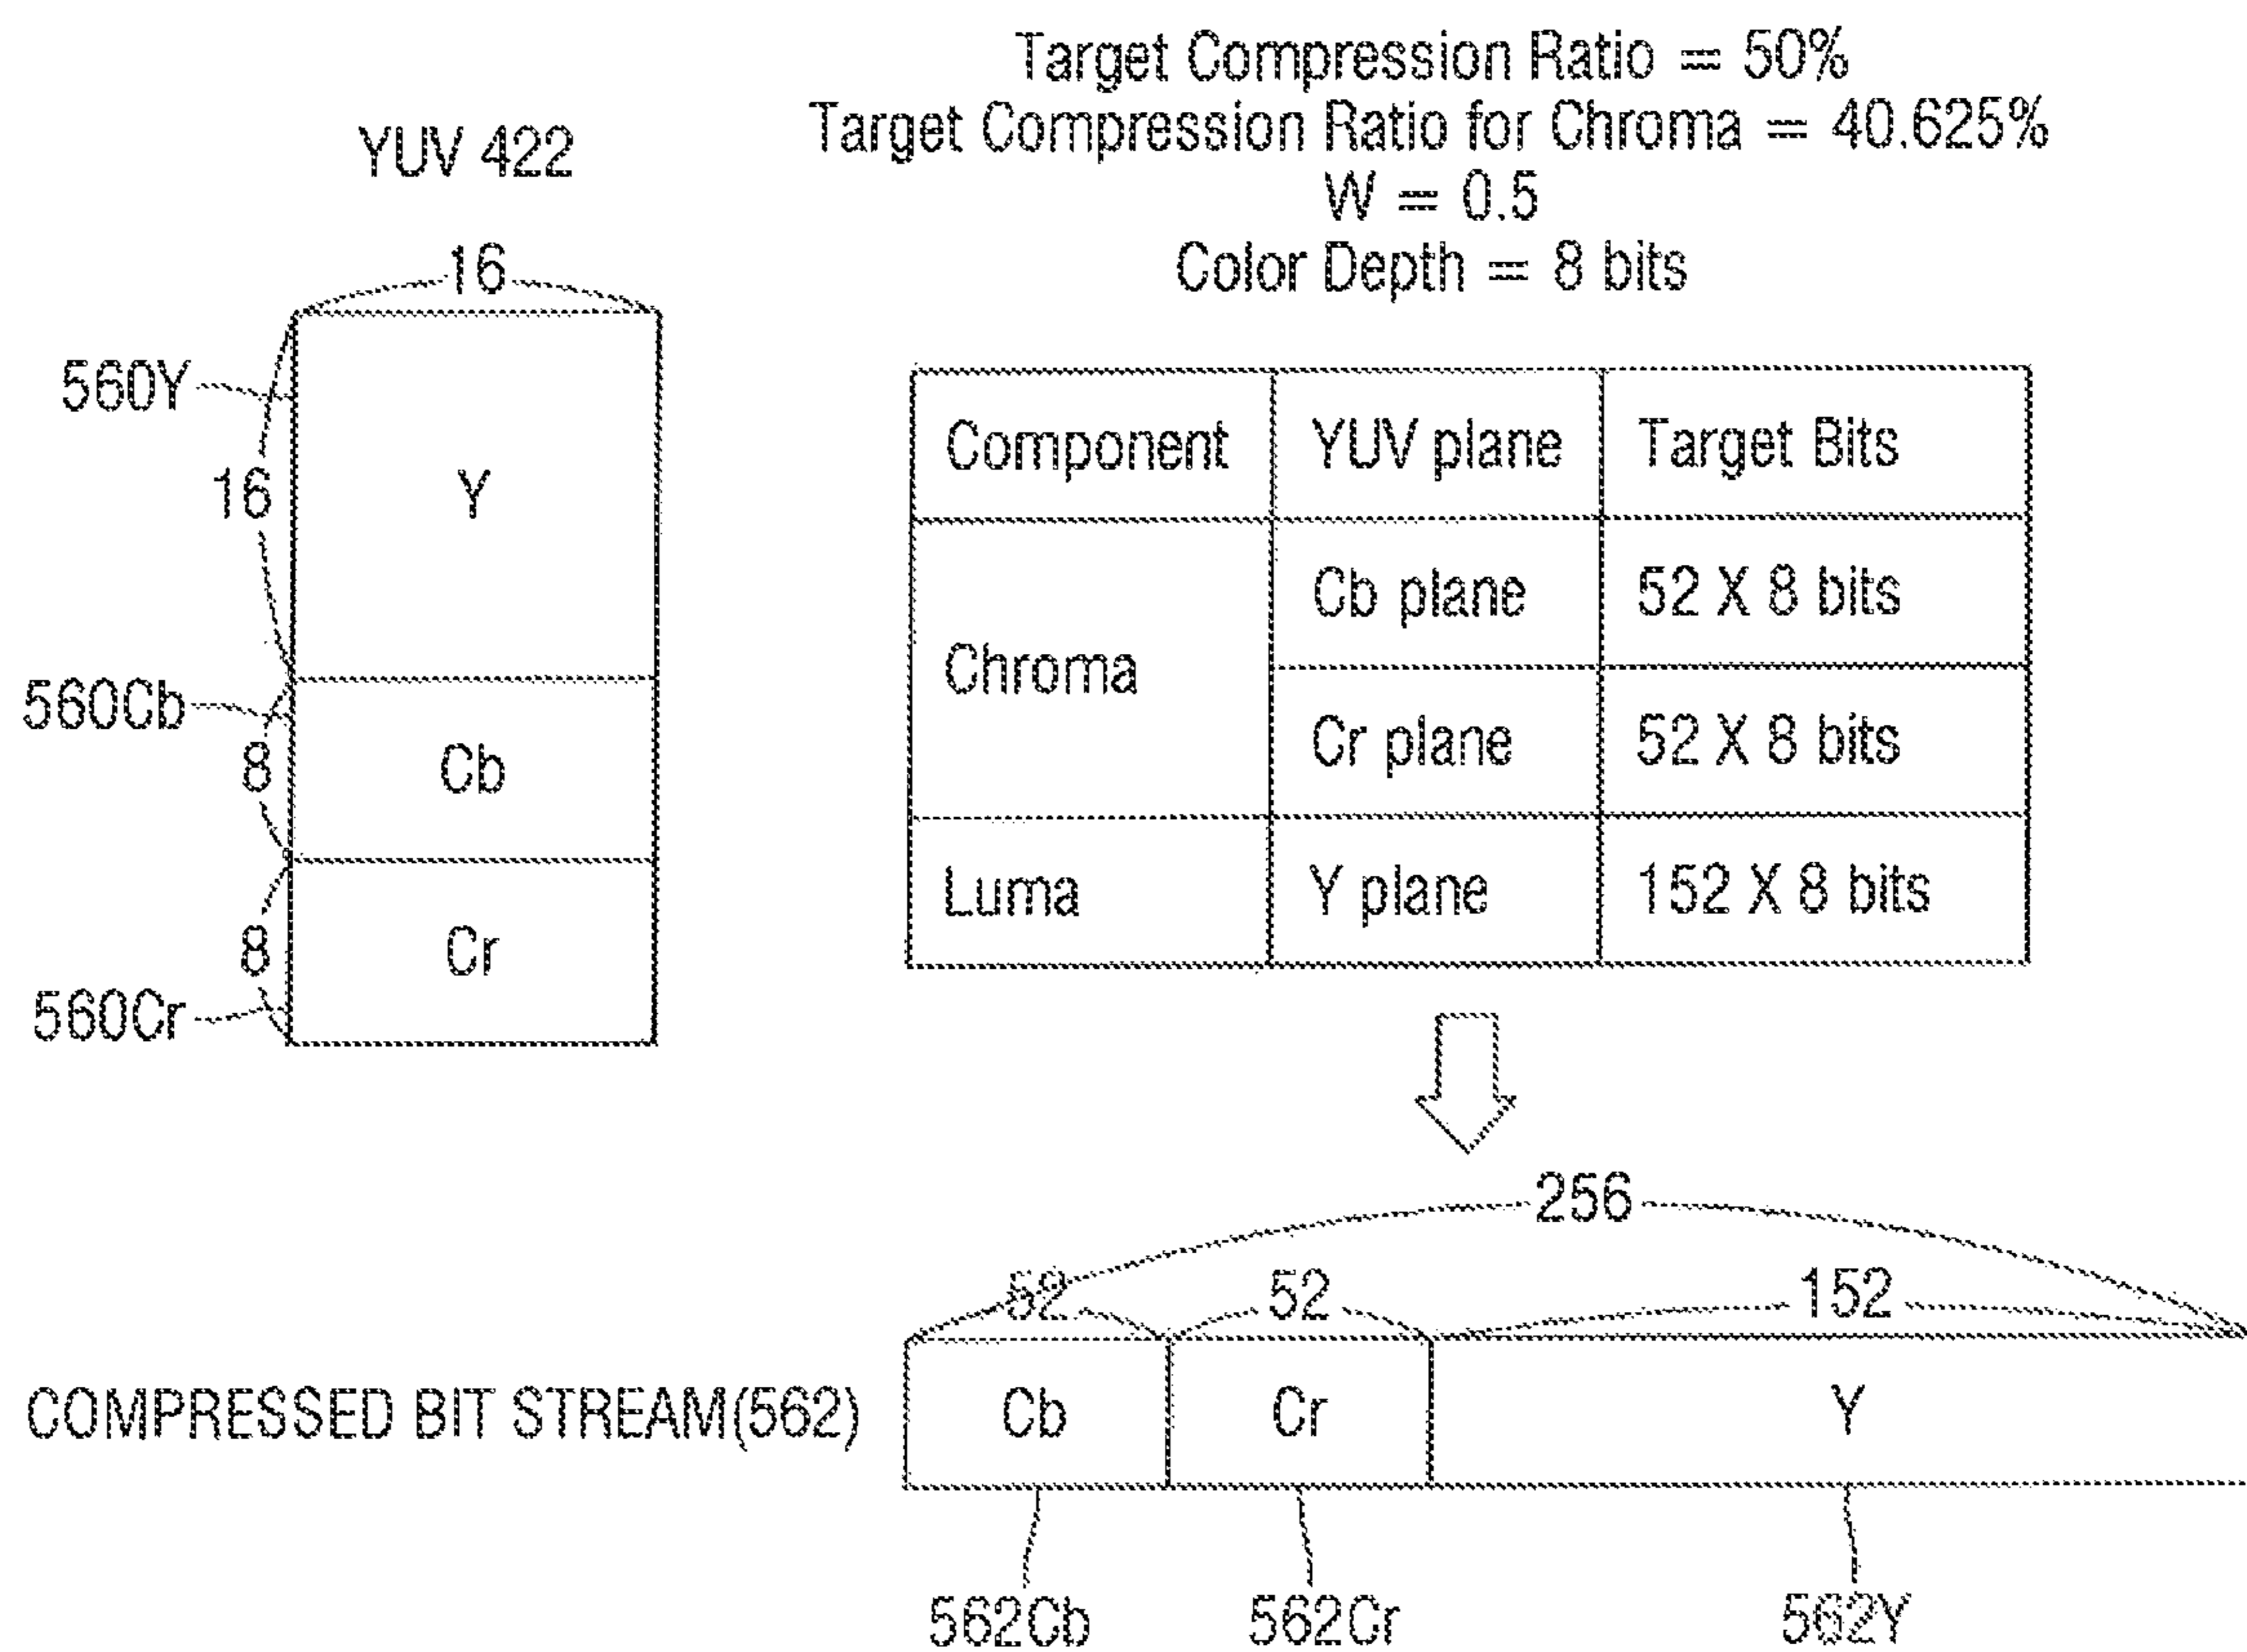 Target Compression Ratio = 50%
Target Compression Ratio for Chroma = 40.625%
W = 0.5
Color Depth = 8 bits
YUV 422
16
560Y
16
Y
560Cb
8
Cb
8
Cr
560Cr
Component YUV plane Target Bits
Chroma
Cb plane 52 X 8 bits
Cr plane 52 X 8 bits
Luma Y plane 152 X 8 bits
256
52 52 152
COMPRESSED BIT STREAM(562) Cb Cr Y
562Cb 562Cr 562Y